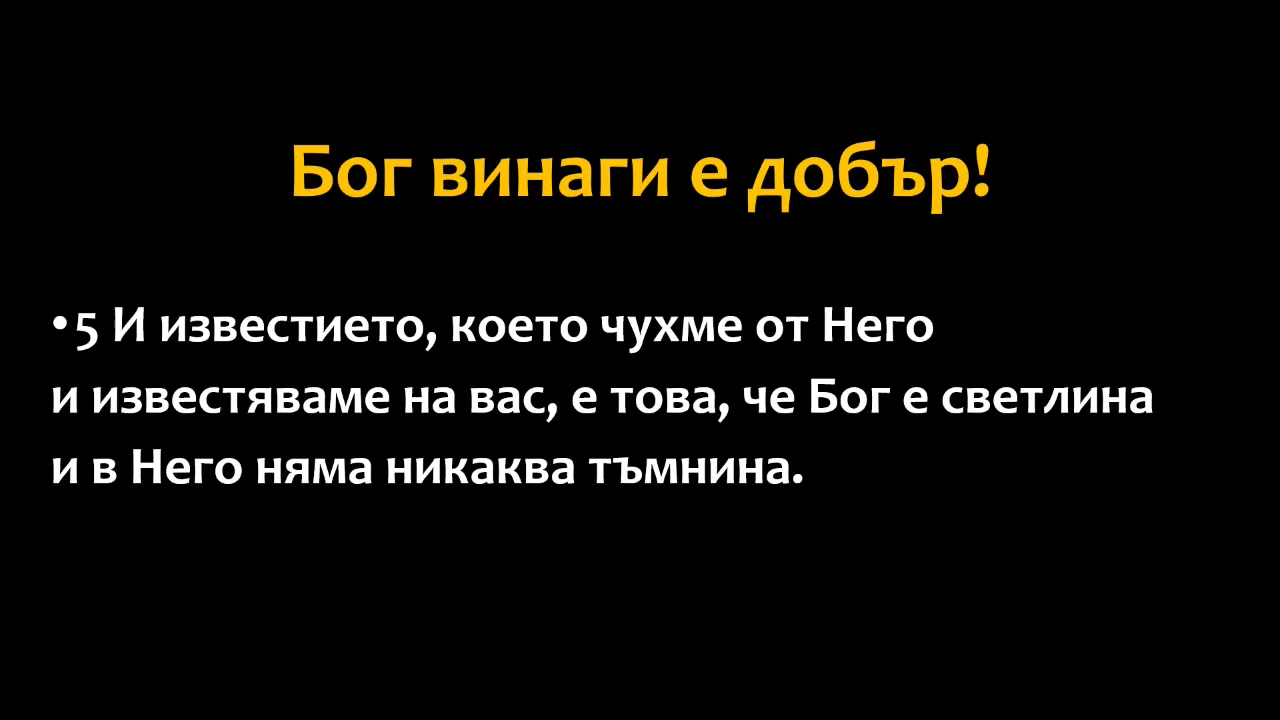 Бог винаги е добър!
•5 И известието, което чухме от Него
и известяваме на вас, е това, че Бог е светлина
и в Него няма никаква тъмнина.